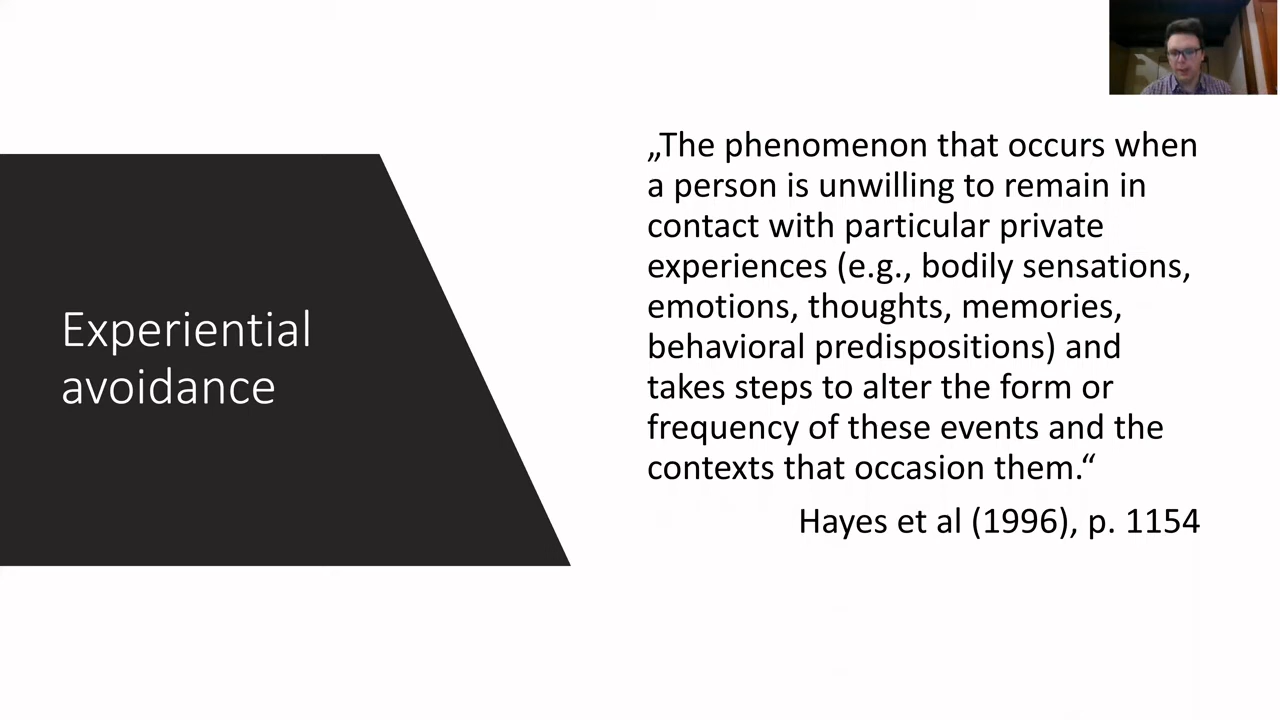 Experiential
avoidance
„The phenomenon that occurs when
a person is unwilling to remain in
contact with particular private
experiences (e.g., bodily sensations,
emotions, thoughts, memories,
behavioral predispositions) and
takes steps to alter the form or
frequency of these events and the
contexts that occasion them.“
Hayes et al (1996), p. 1154